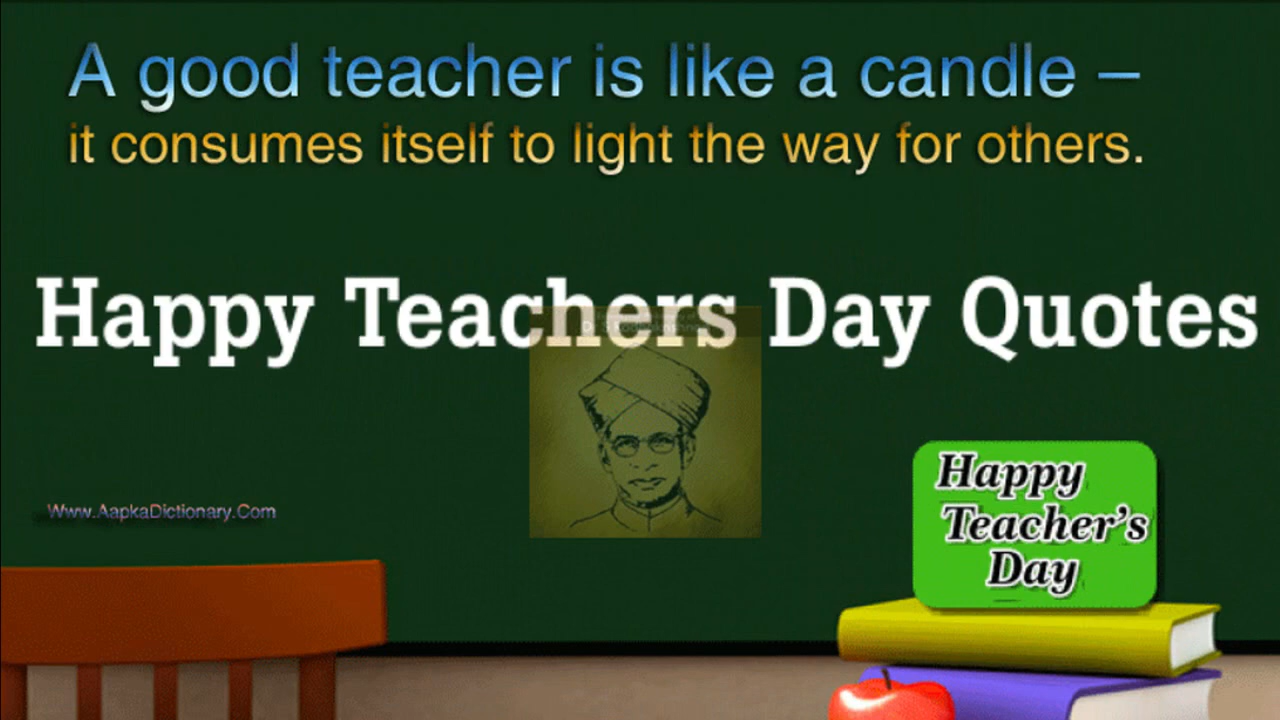 A good teacher is like a candle –
it consumes itself to light the way for others.
Happy Teachers Day Quotes
Www.AapkaDictionary.Com
Happy
Teacher's
Day